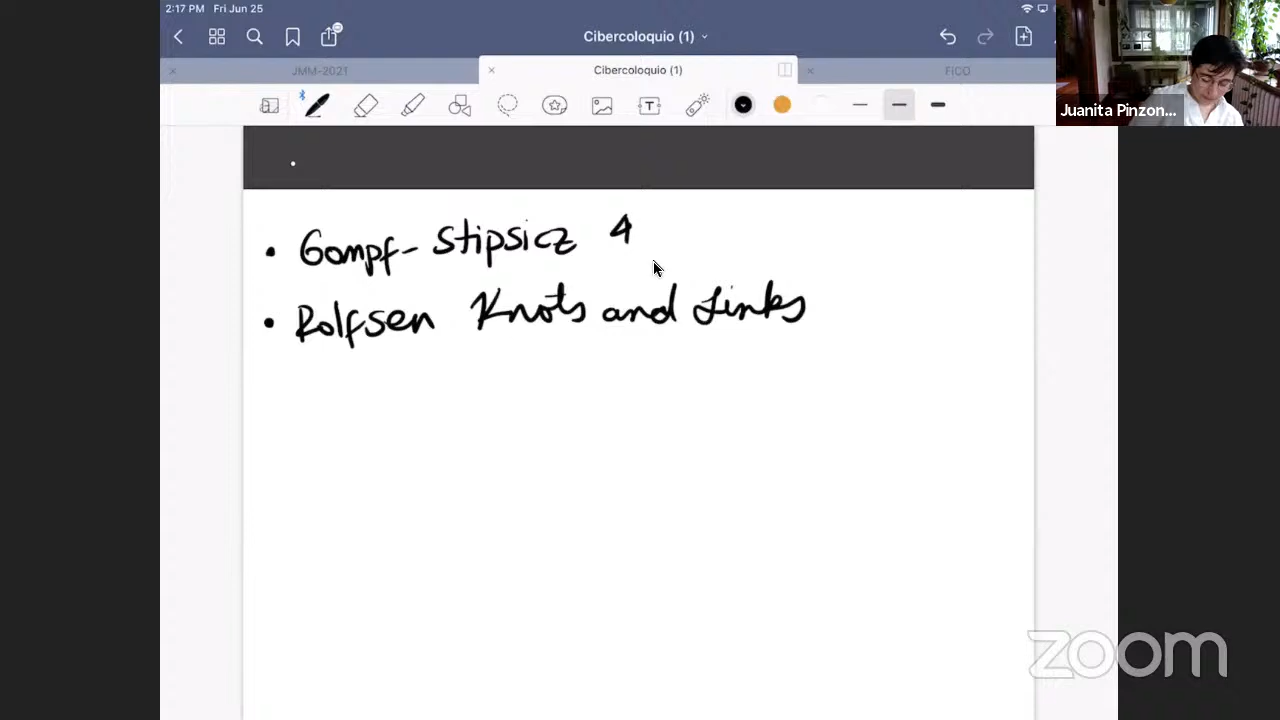 2:17 PM Fri Jun 25
Cibercoloquio (1)
JMM-2021
Cibercoloquio (1)
FICO
Juanita Pinzon...
• Gompf- Stipsicz 4
• Rolfsen Knots and Links
zoom